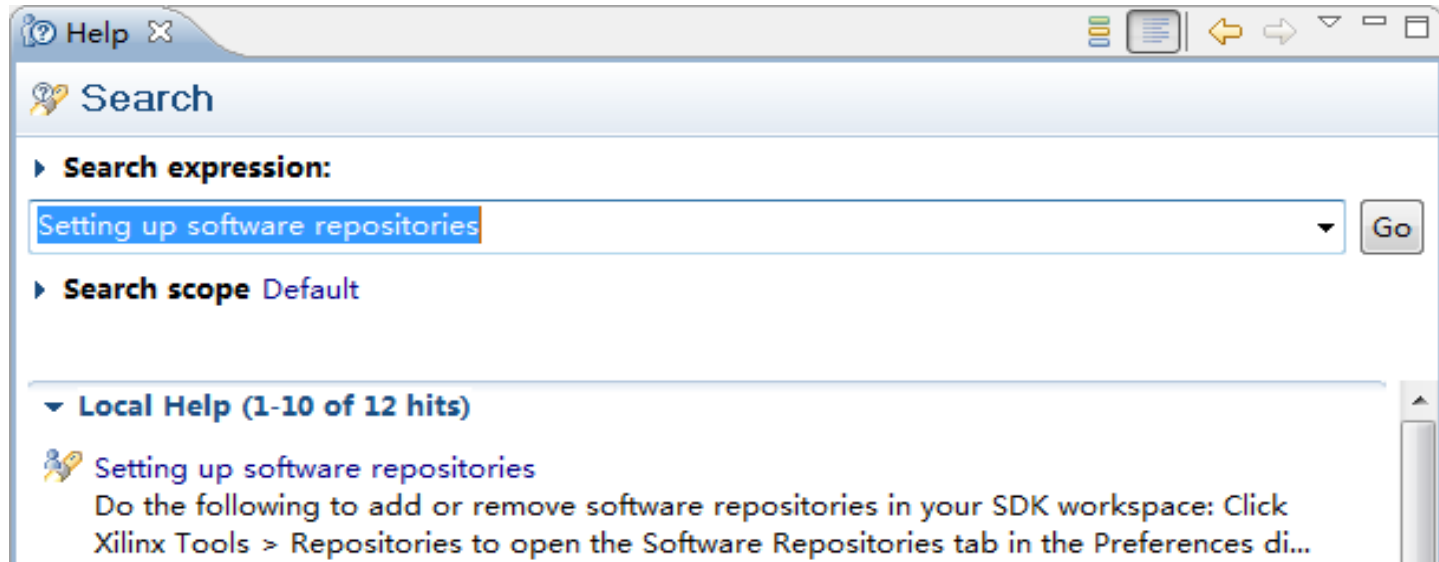 Help
Search
Search expression:
Setting up software repositories
Go
Search scope Default
Local Help (1-10 of 12 hits)
Setting up software repositories
Do the following to add or remove software repositories in your SDK workspace: Click
Xilinx Tools > Repositories to open the Software Repositories tab in the Preferences di...